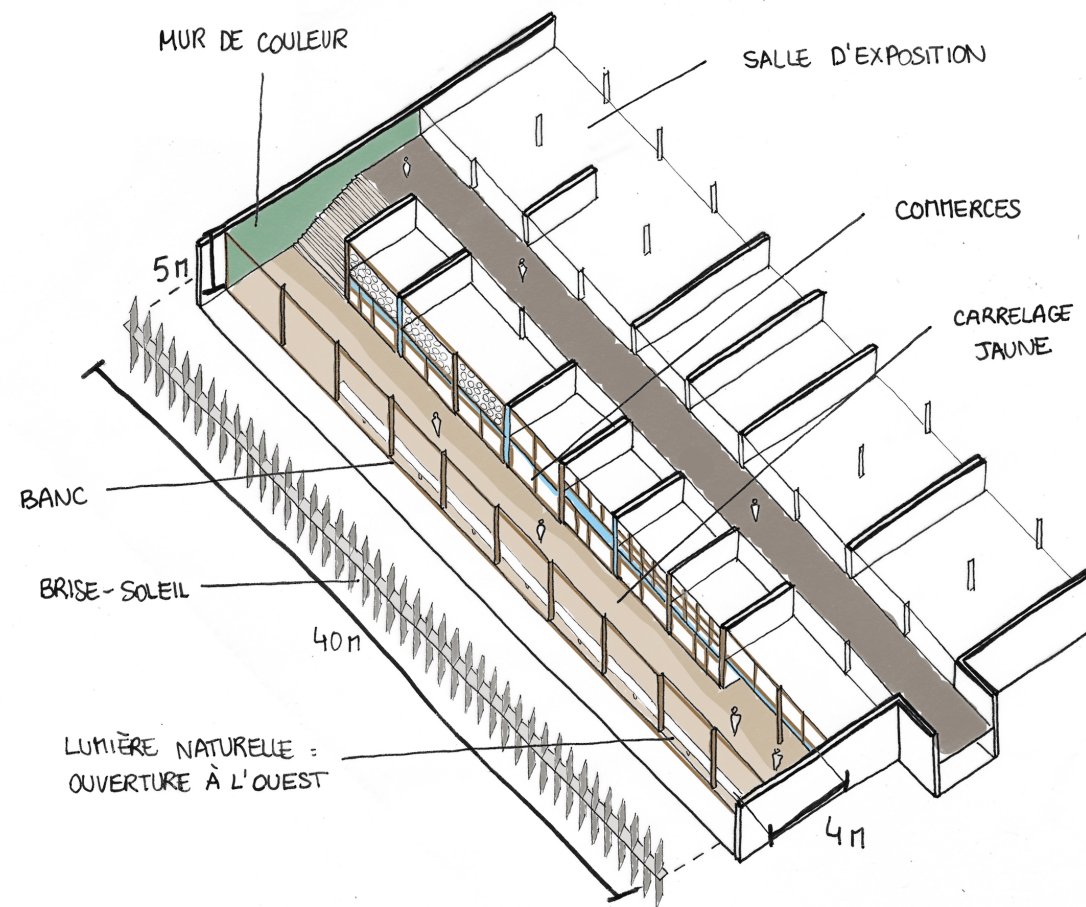 MUR DE COULEUR
SALLE D'EXPOSITION
COMMERCES
5M
CARRELAGE
JAUNE
BANC
BRISE-SOLEIL
40M
LUMIÈRE NATURELLE :
OUVERTURE À L'OUEST
4M